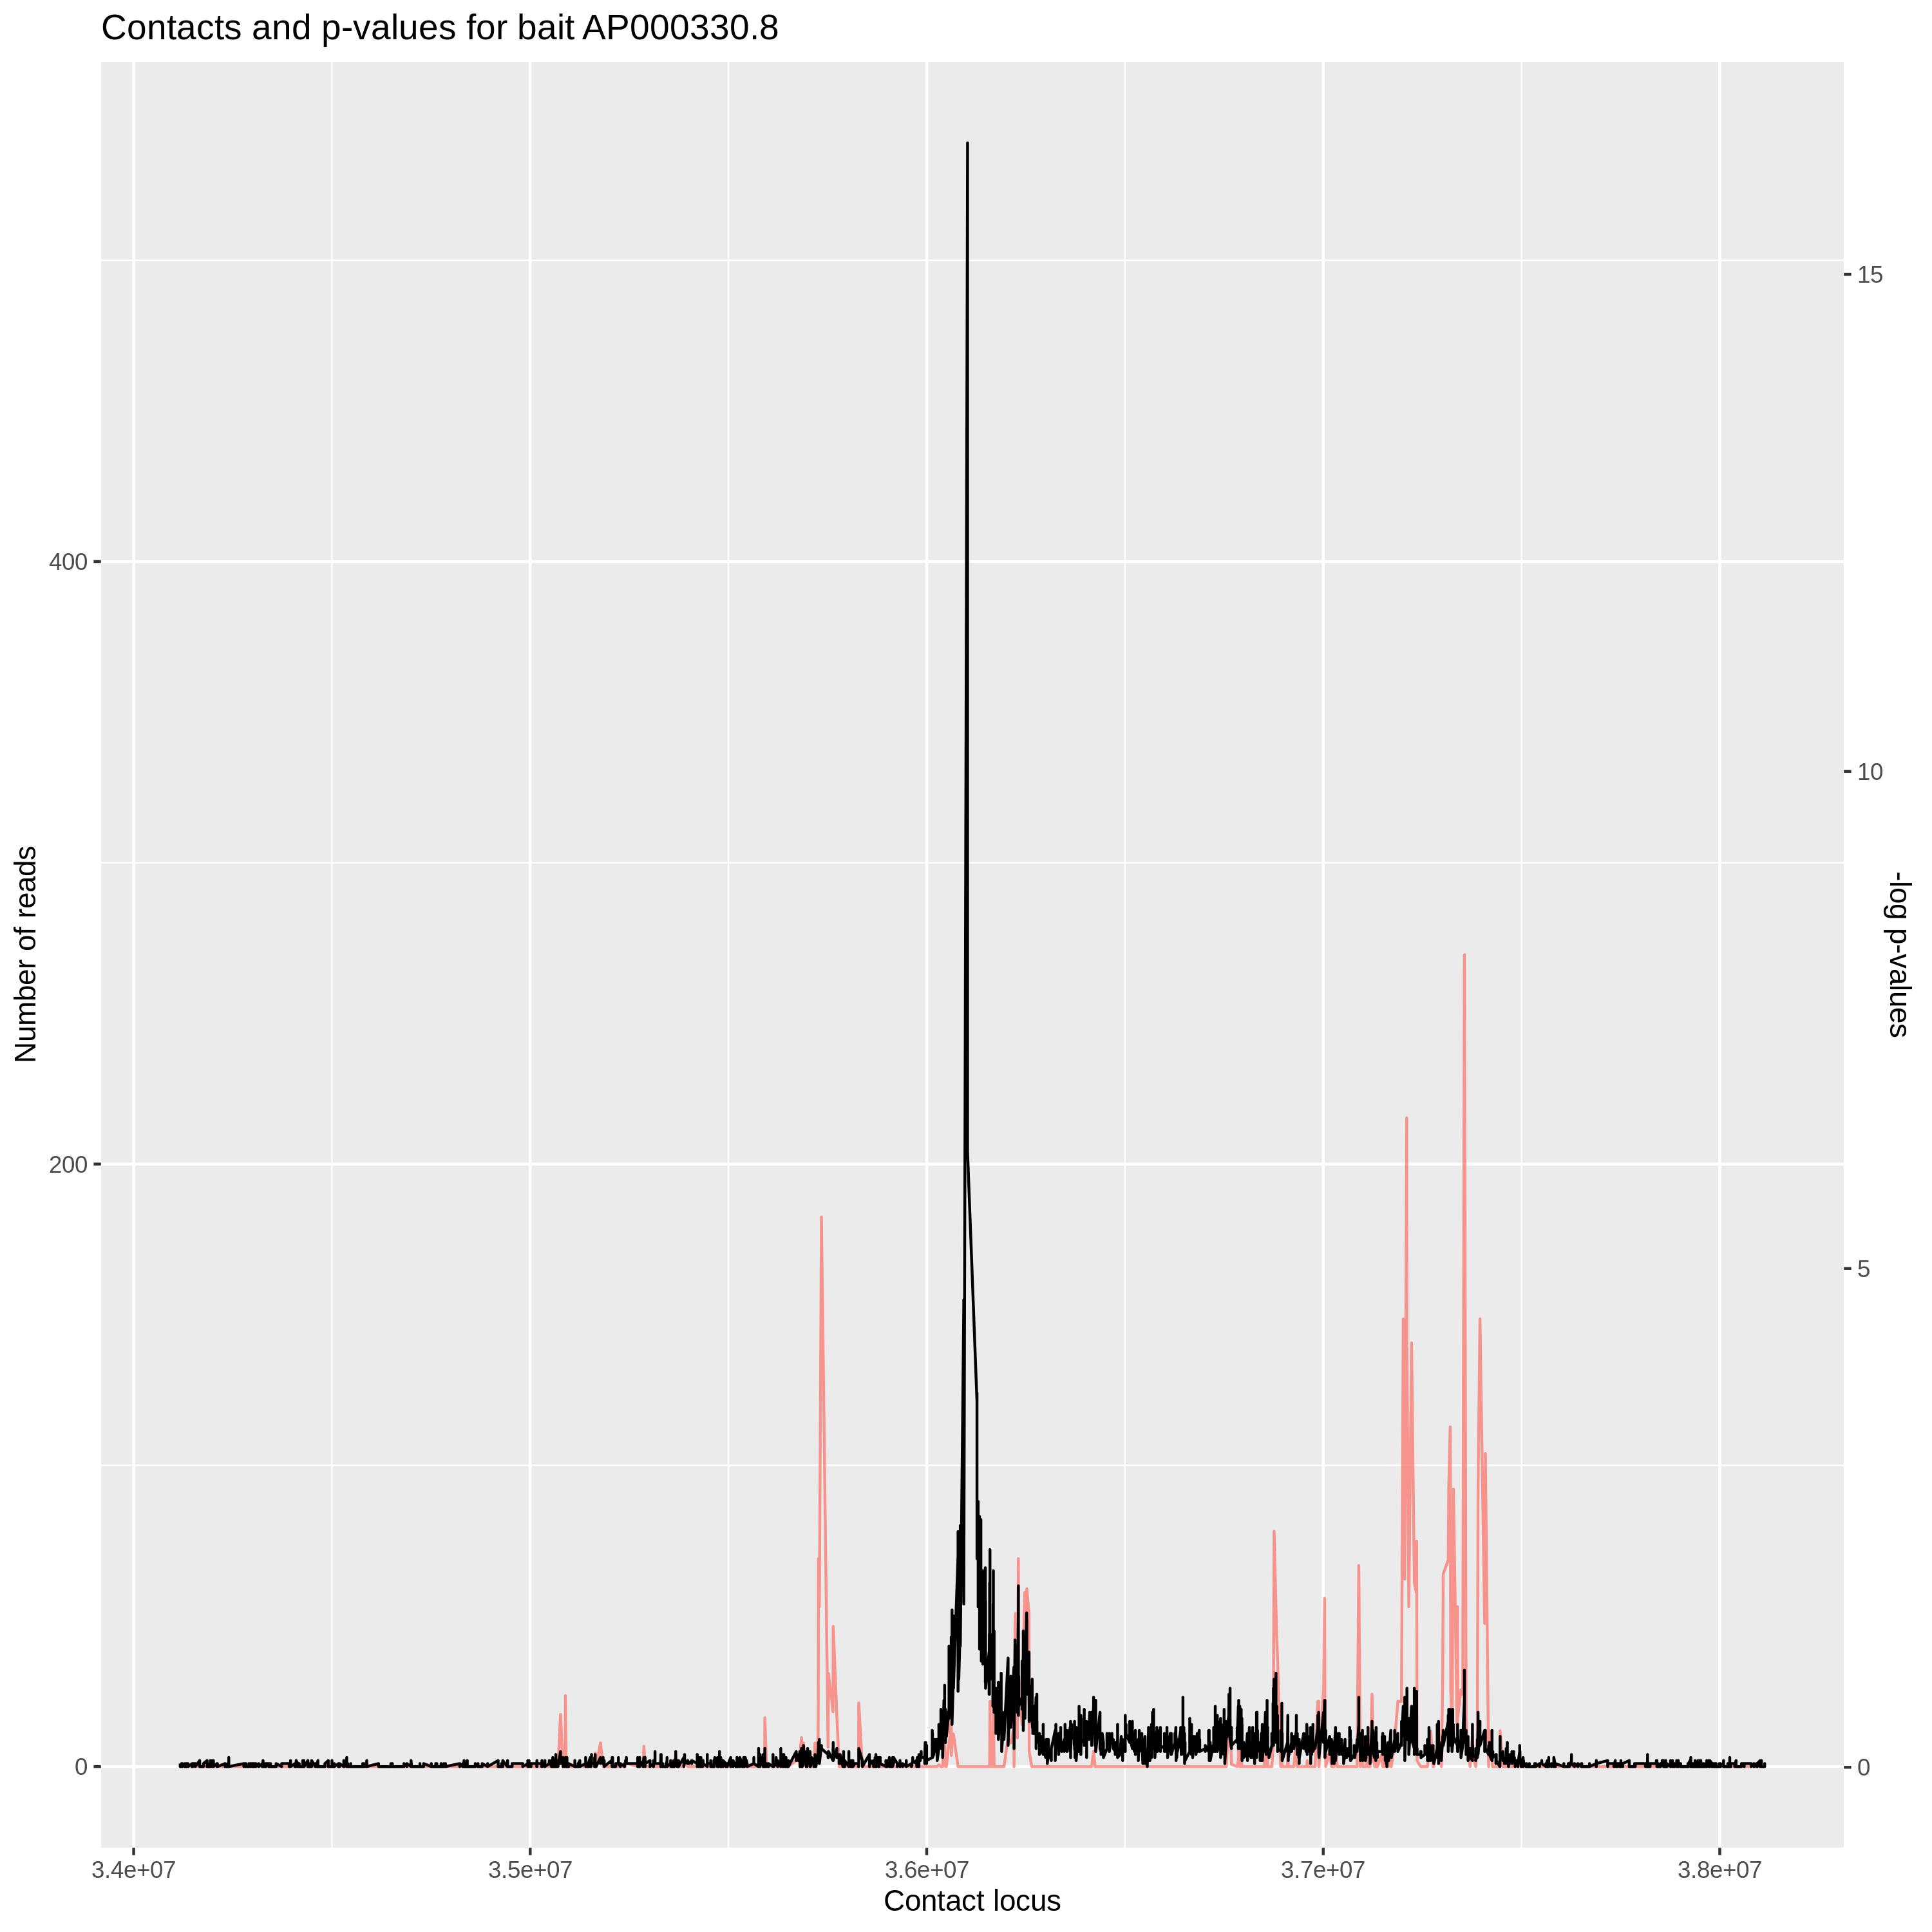 Contacts and p-values for bait AP000330.8
Number of reads
400
200
0
15
10
5
0
-log p-values
3.4e+07
3.5e+07
3.6e+07
3.7e+07
3.8e+07
Contact locus